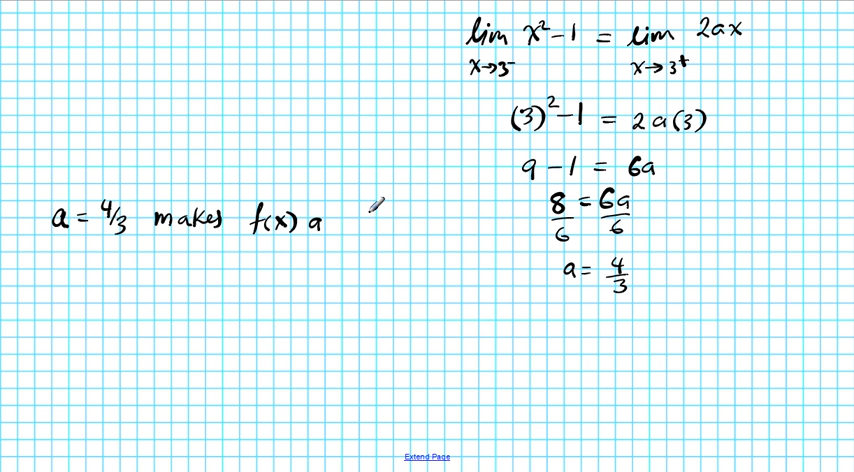 lim x²-1 = lim 2ax
x→3⁻ x→3⁺
(3)²-1 = 2a(3)
9-1 = 6a
8/6 = 6a/6
a = 4/3
a = 4/3 makes f(x) a
Extend Page